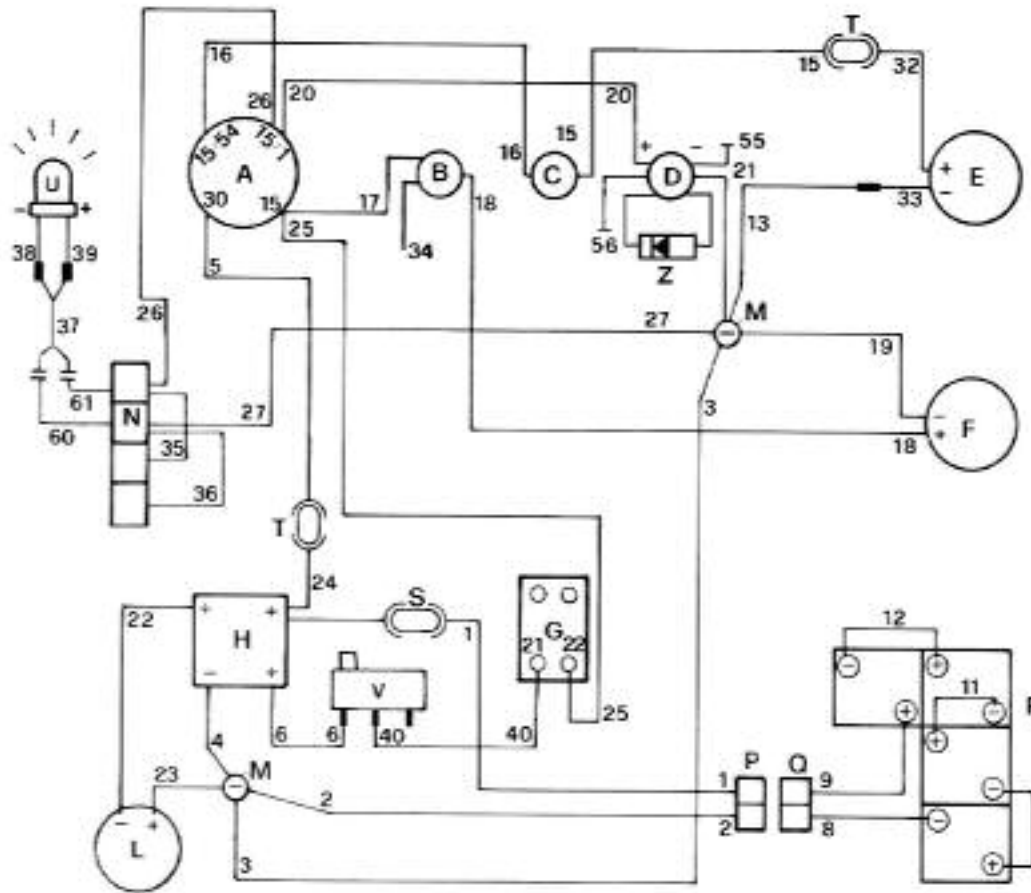 16
26
20
20
15
T
32
15 54 15 1
A
30 15
17
B
18
34
16
15
C
+ − 55
D
21
56
Z
13
+ E
−
33
U
− +
38 39
37
25
5
26
27
M
−
19
3
− F
+
18
61
N
27
60
35
36
T
24
S
1
22
+ +
H
− +
V
G
21 22
25
6 6
40 40
4
23
M
−
2
3
− +
L
12
− +
11
−
+ +
−
−
+
P Q
1 9
2 8